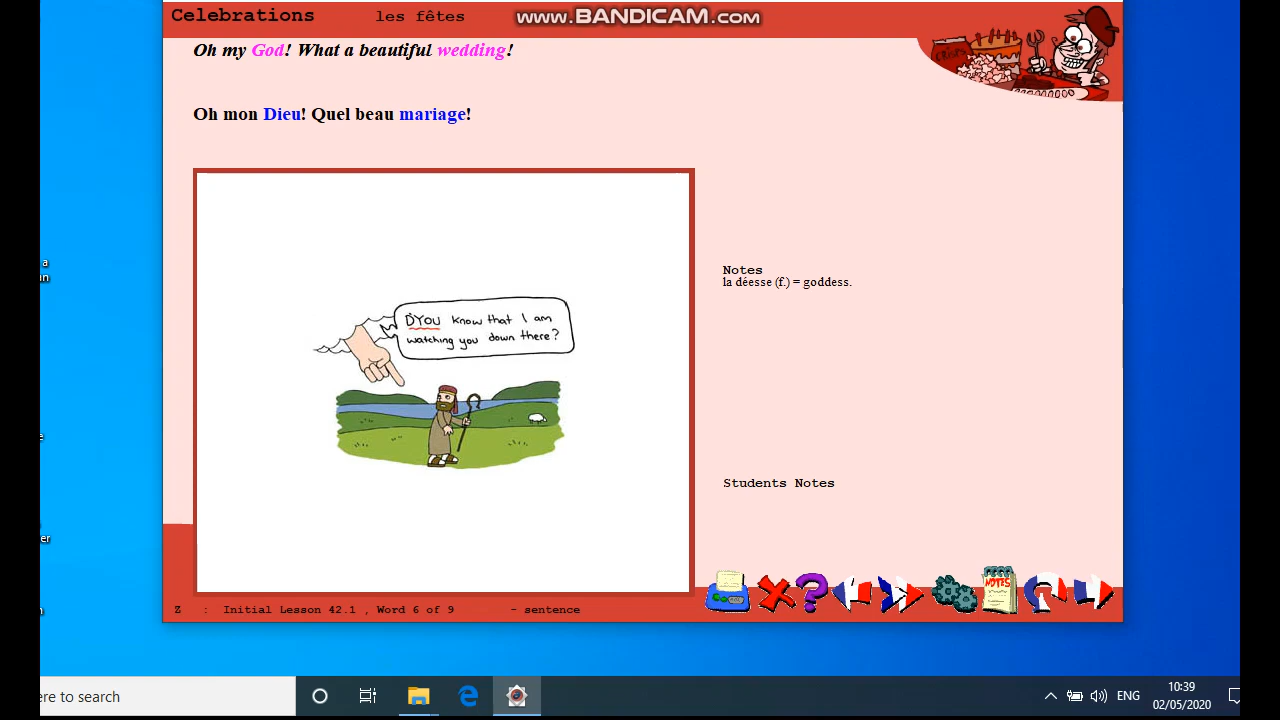 Celebrations les fêtes
www.BANDICAM.com
Oh my God! What a beautiful wedding!
Oh mon Dieu! Quel beau mariage!
D'YOU know that I am
watching you down there?
Notes
la déesse (f.) = goddess.
Students Notes
NOTES
Z : Initial Lesson 42.1 , Word 6 of 9 - sentence
ere to search
ENG
10:39
02/05/2020